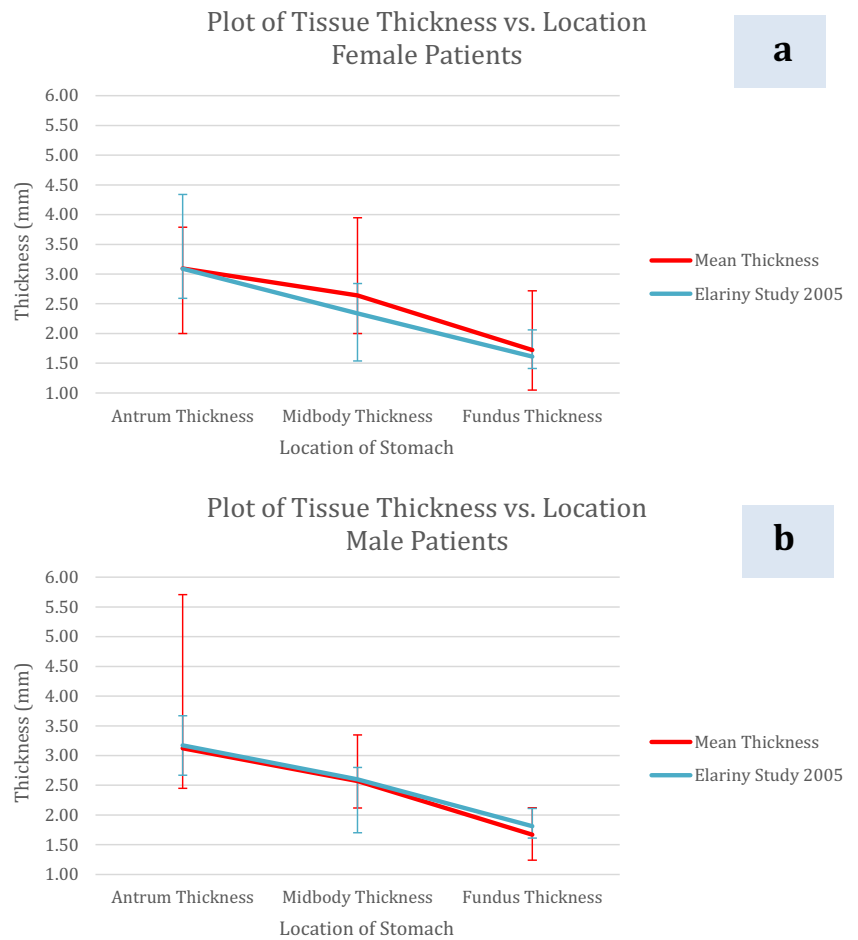 Plot of Tissue Thickness vs. Location
Female Patients
a
6.00
5.50
5.00
4.50
4.00
3.50
3.00
2.50
2.00
1.50
1.00
Thickness (mm)
Antrum Thickness
Midbody Thickness
Fundus Thickness
Location of Stomach
Mean Thickness
Elariny Study 2005
Plot of Tissue Thickness vs. Location
Male Patients
b
6.00
5.50
5.00
4.50
4.00
3.50
3.00
2.50
2.00
1.50
1.00
Thickness (mm)
Antrum Thickness
Midbody Thickness
Fundus Thickness
Location of Stomach
Mean Thickness
Elariny Study 2005